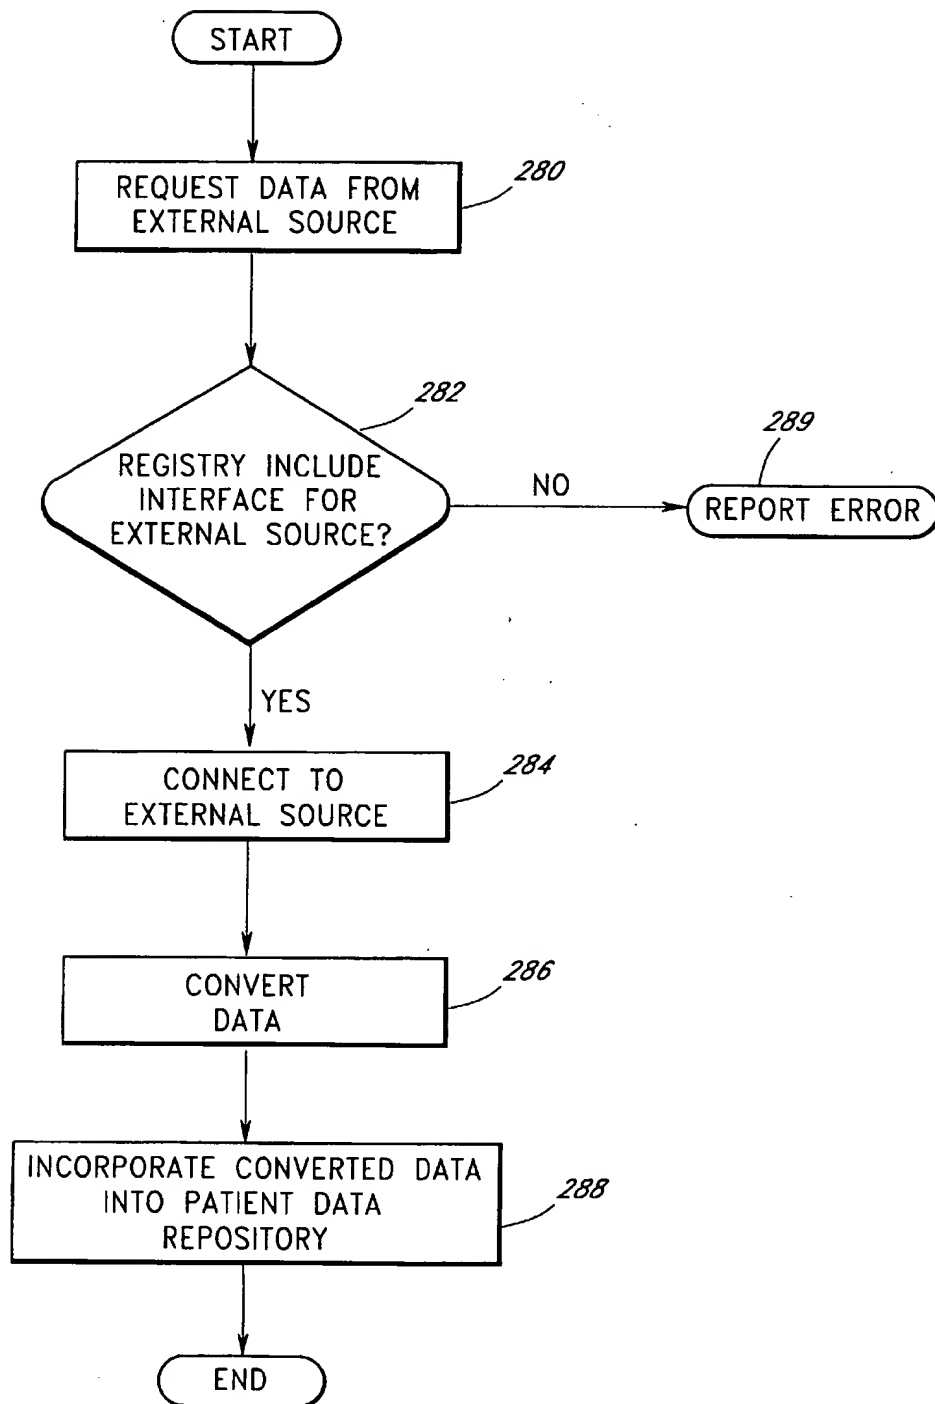 START
REQUEST DATA FROM
EXTERNAL SOURCE
280
REGISTRY INCLUDE
INTERFACE FOR
EXTERNAL SOURCE?
282
NO
REPORT ERROR
289
YES
CONNECT TO
EXTERNAL SOURCE
284
CONVERT
DATA
286
INCORPORATE CONVERTED DATA
INTO PATIENT DATA
REPOSITORY
288
END